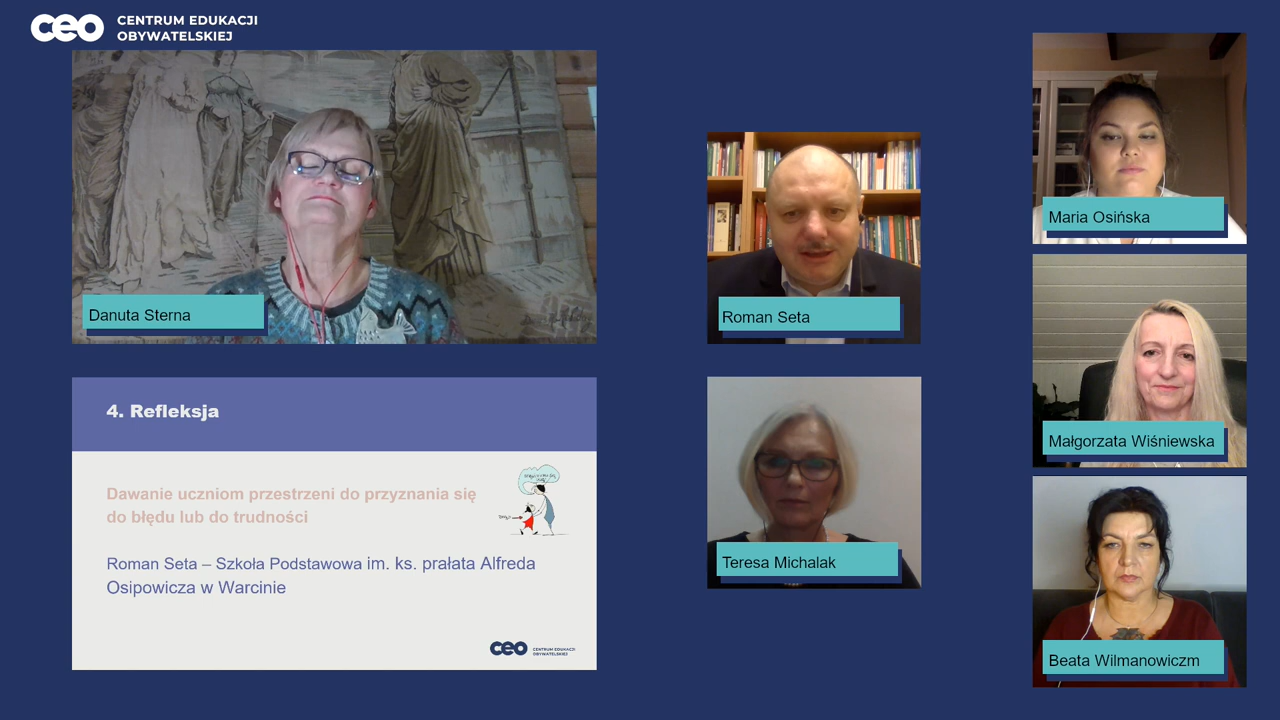 ceo CENTRUM EDUKACJI
OBYWATELSKIEJ
Danuta Sterna
Roman Seta
Teresa Michalak
Maria Osińska
Małgorzata Wiśniewska
Beata Wilmanowiczm
4. Refleksja
Dawanie uczniom przestrzeni do przyznania się
do błędu lub do trudności
Roman Seta – Szkoła Podstawowa im. ks. prałata Alfreda
Osipowicza w Warcinie
ceo CENTRUM EDUKACJI
OBYWATELSKIEJ